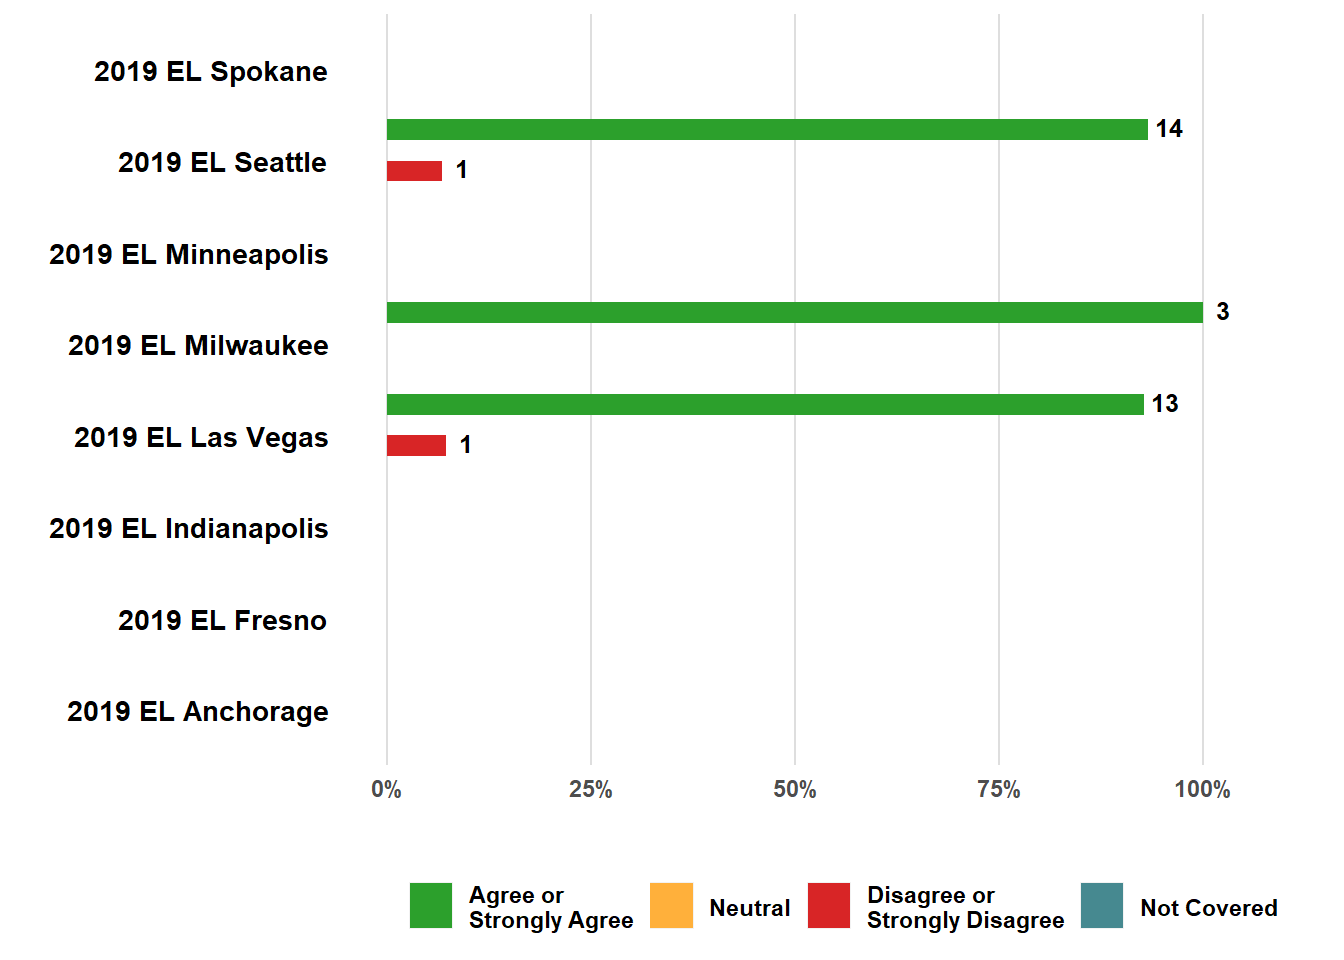 2019 EL Spokane
14
2019 EL Seattle
1
2019 EL Minneapolis
3
2019 EL Milwaukee
13
2019 EL Las Vegas
1
2019 EL Indianapolis
2019 EL Fresno
2019 EL Anchorage
0% 25% 50% 75% 100%
Agree or
Strongly Agree
Neutral
Disagree or
Strongly Disagree
Not Covered